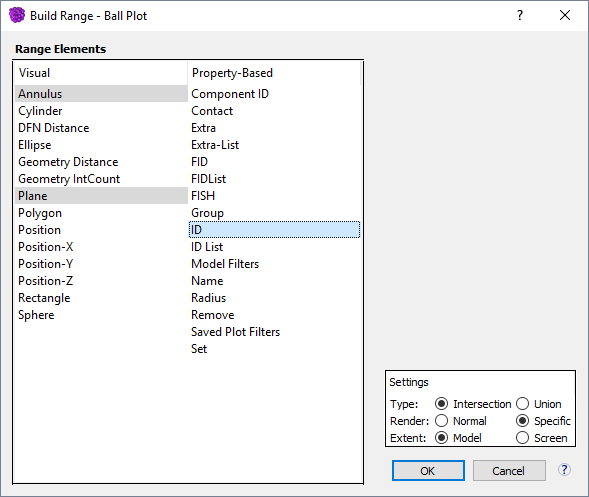 Build Range - Ball Plot
?
Range Elements
Visual Property-Based
Annulus Component ID
Cylinder Contact
DFN Distance Extra
Ellipse Extra-List
Geometry Distance FID
Geometry IntCount FIDList
Plane FISH
Polygon Group
Position ID
Position-X ID List
Position-Y Model Filters
Position-Z Name
Rectangle Radius
Sphere Remove
Saved Plot Filters
Set
Settings
Type: Intersection Union
Render: Normal Specific
Extent: Model Screen
OK Cancel ?